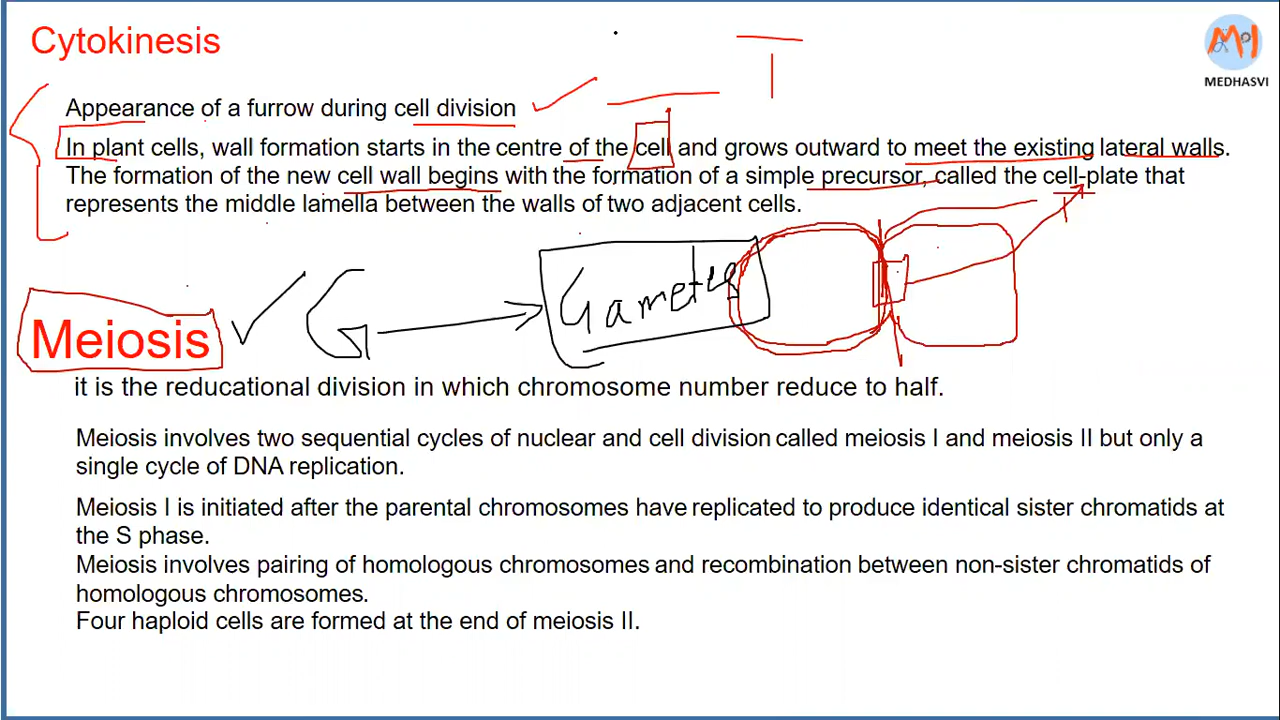 Cytokinesis
MEDHASVI
Appearance of a furrow during cell division
In plant cells, wall formation starts in the centre of the cell and grows outward to meet the existing lateral walls.
The formation of the new cell wall begins with the formation of a simple precursor, called the cell-plate that
represents the middle lamella between the walls of two adjacent cells.
G Gametes
Meiosis
it is the reducational division in which chromosome number reduce to half.
Meiosis involves two sequential cycles of nuclear and cell division called meiosis I and meiosis II but only a
single cycle of DNA replication.
Meiosis I is initiated after the parental chromosomes have replicated to produce identical sister chromatids at
the S phase.
Meiosis involves pairing of homologous chromosomes and recombination between non-sister chromatids of
homologous chromosomes.
Four haploid cells are formed at the end of meiosis II.